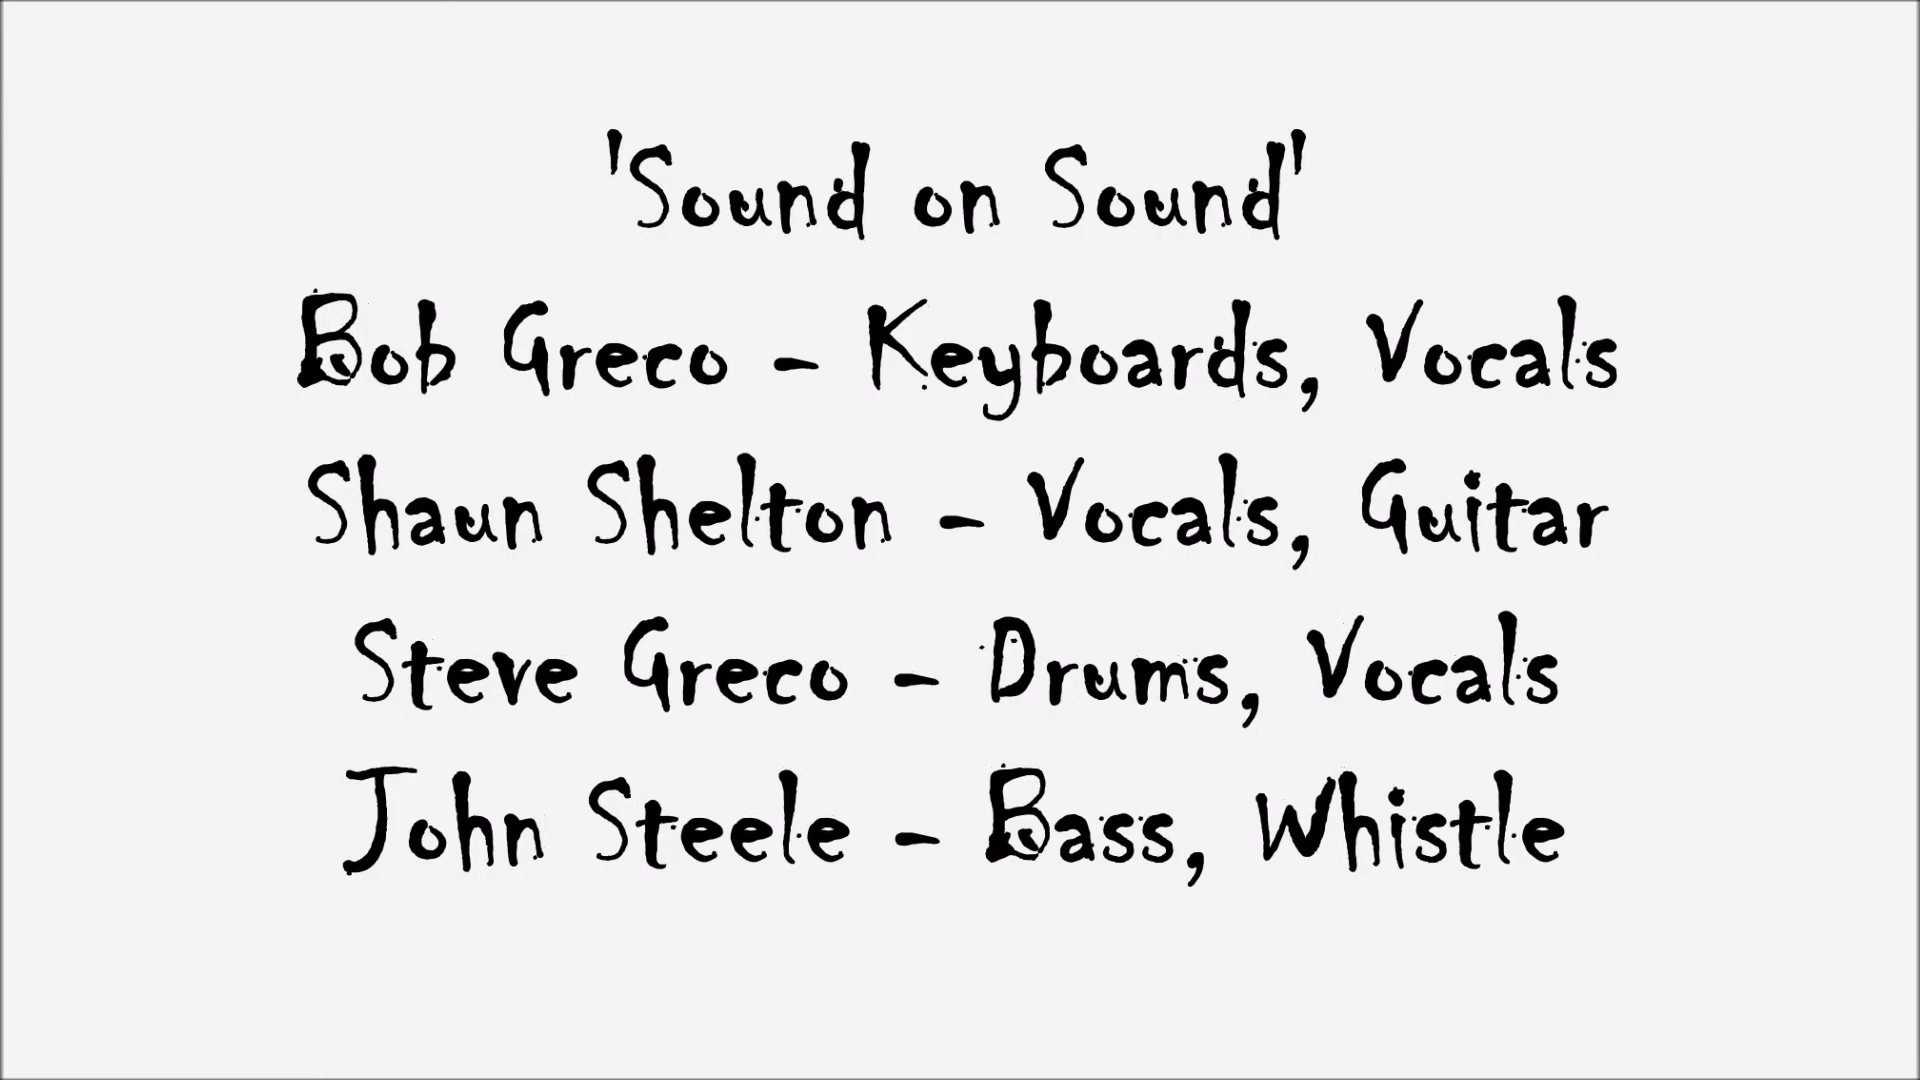 'Sound on Sound'
Bob Greco - Keyboards, Vocals
Shaun Shelton - Vocals, Guitar
Steve Greco - Drums, Vocals
John Steele - Bass, Whistle